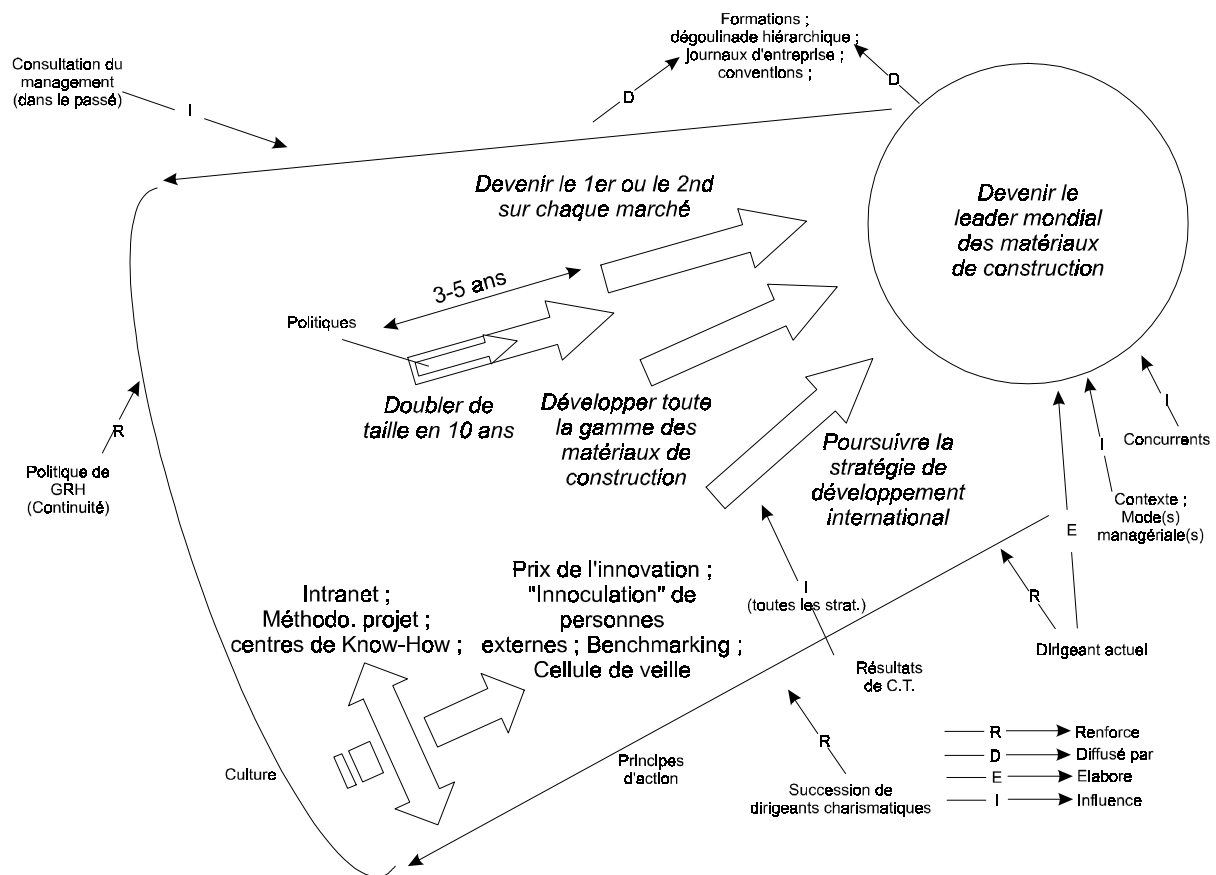 Formations ;
dégoulinade hiérarchique ;
journaux d'entreprise ;
conventions ;
Consultation du
management
(dans le passé)
I
D
D
Devenir le 1er ou le 2nd
sur chaque marché
Devenir le
leader mondial
des matériaux
de construction
3-5 ans
Politiques
Doubler de
taille en 10 ans
Développer toute
la gamme des
matériaux de
construction
Poursuivre la
stratégie de
développement
international
R
Politique de
GRH
(Continuité)
I
Concurrents
I
Contexte ;
Mode(s)
managériale(s)
E
R
Dirigeant actuel
I
(toutes les strat.)
Résultats
de C.T.
Intranet ;
Méthodo. projet ;
centres de Know-How ;
Prix de l'innovation ;
"Innoculation" de
personnes
externes ; Benchmarking ;
Cellule de veille
Culture
Principes
d'action
R
Succession de
dirigeants charismatiques
R Renforce
D Diffusé par
E Elabore
I Influence